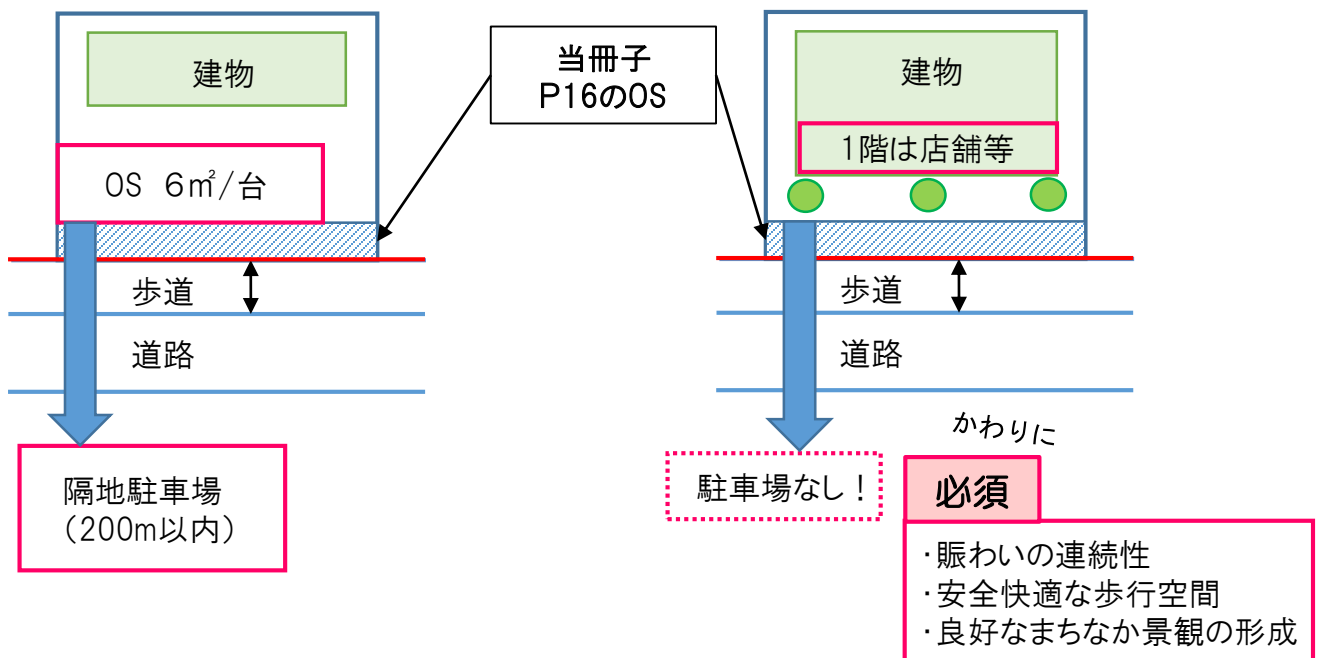 建物
OS 6㎡/台
歩道
道路
隔地駐車場
(200m以内)
当冊子
P16のOS
建物
1階は店舗等
歩道
道路
駐車場なし！
かわりに
必須
・賑わいの連続性
・安全快適な歩行空間
・良好なまちなか景観の形成